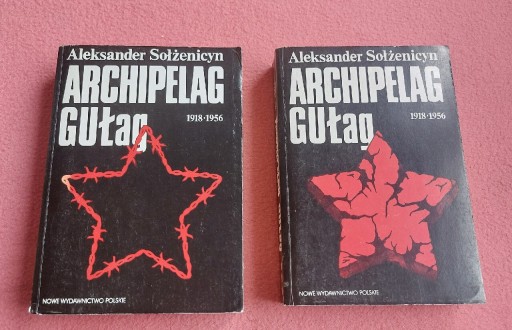 Aleksander Sołżenicyn
ARCHIPELAG
GUŁag
1918-1956
NOWE WYDAWNICTWO POLSKIE
Aleksander Sołżenicyn
ARCHIPELAG
GUŁag
1918-1956
NOWE WYDAWNICTWO POLSKIE